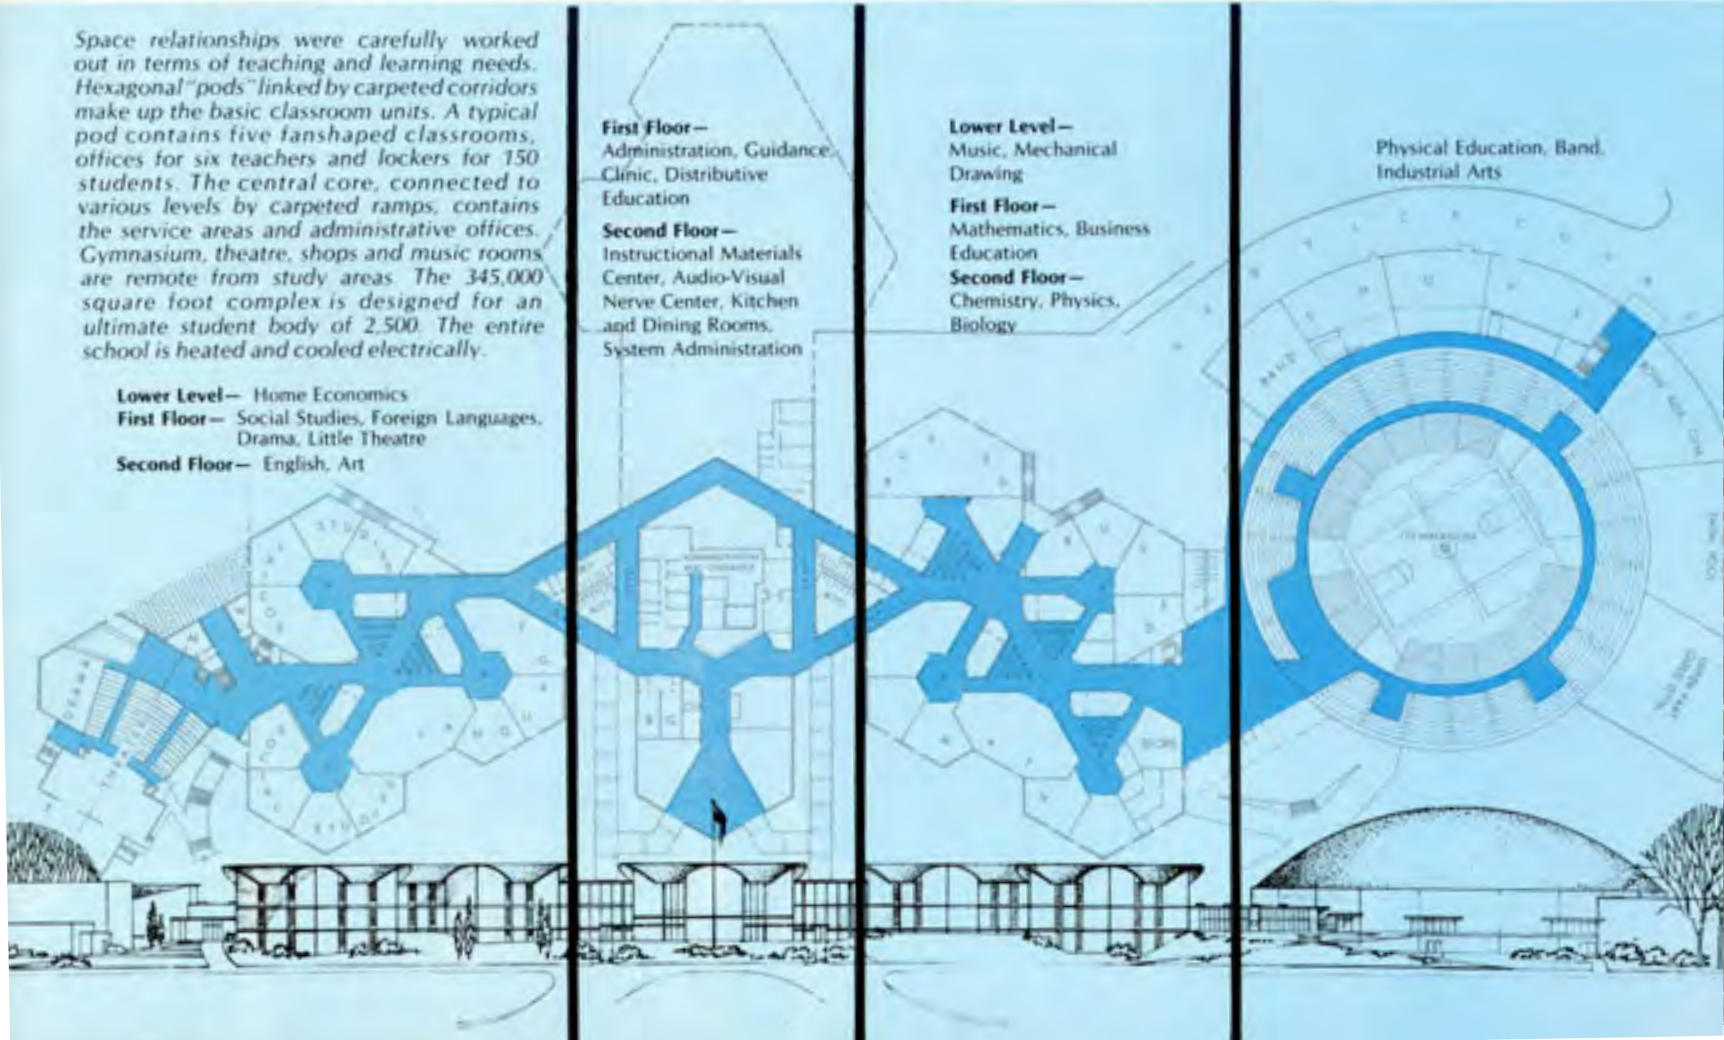 Space relationships were carefully worked
out in terms of teaching and learning needs.
Hexagonal "pods" linked by carpeted corridors
make up the basic classroom units. A typical
pod contains five fanshaped classrooms,
offices for six teachers and lockers for 150
students. The central core, connected to
various levels by carpeted ramps, contains
the service areas and administrative offices.
Gymnasium, theatre, shops and music rooms
are remote from study areas. The 345,000
square foot complex is designed for an
ultimate student body of 2,500. The entire
school is heated and cooled electrically.
Lower Level— Home Economics
First Floor— Social Studies, Foreign Languages,
Drama, Little Theatre
Second Floor— English, Art
First Floor—
Administration, Guidance,
Clinic, Distributive
Education
Second Floor—
Instructional Materials
Center, Audio-Visual
Nerve Center, Kitchen
and Dining Rooms,
System Administration
Lower Level—
Music, Mechanical
Drawing
First Floor—
Mathematics, Business
Education
Second Floor—
Chemistry, Physics,
Biology
Physical Education, Band,
Industrial Arts
BAND
GYMNASIUM
DRAMA
STORE